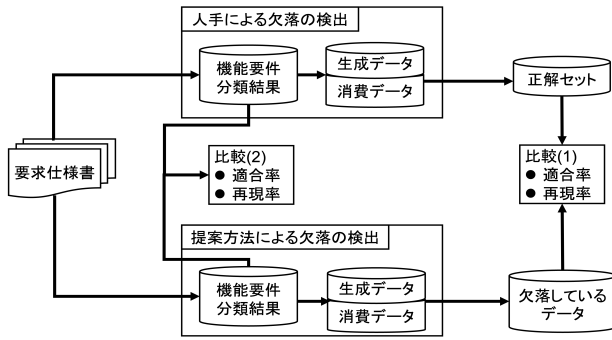 人手による欠落の検出
機能要件
分類結果
生成データ
消費データ
正解セット
要求仕様書
比較(2)
● 適合率
● 再現率
比較(1)
● 適合率
● 再現率
提案方法による欠落の検出
機能要件
分類結果
生成データ
消費データ
欠落している
データ